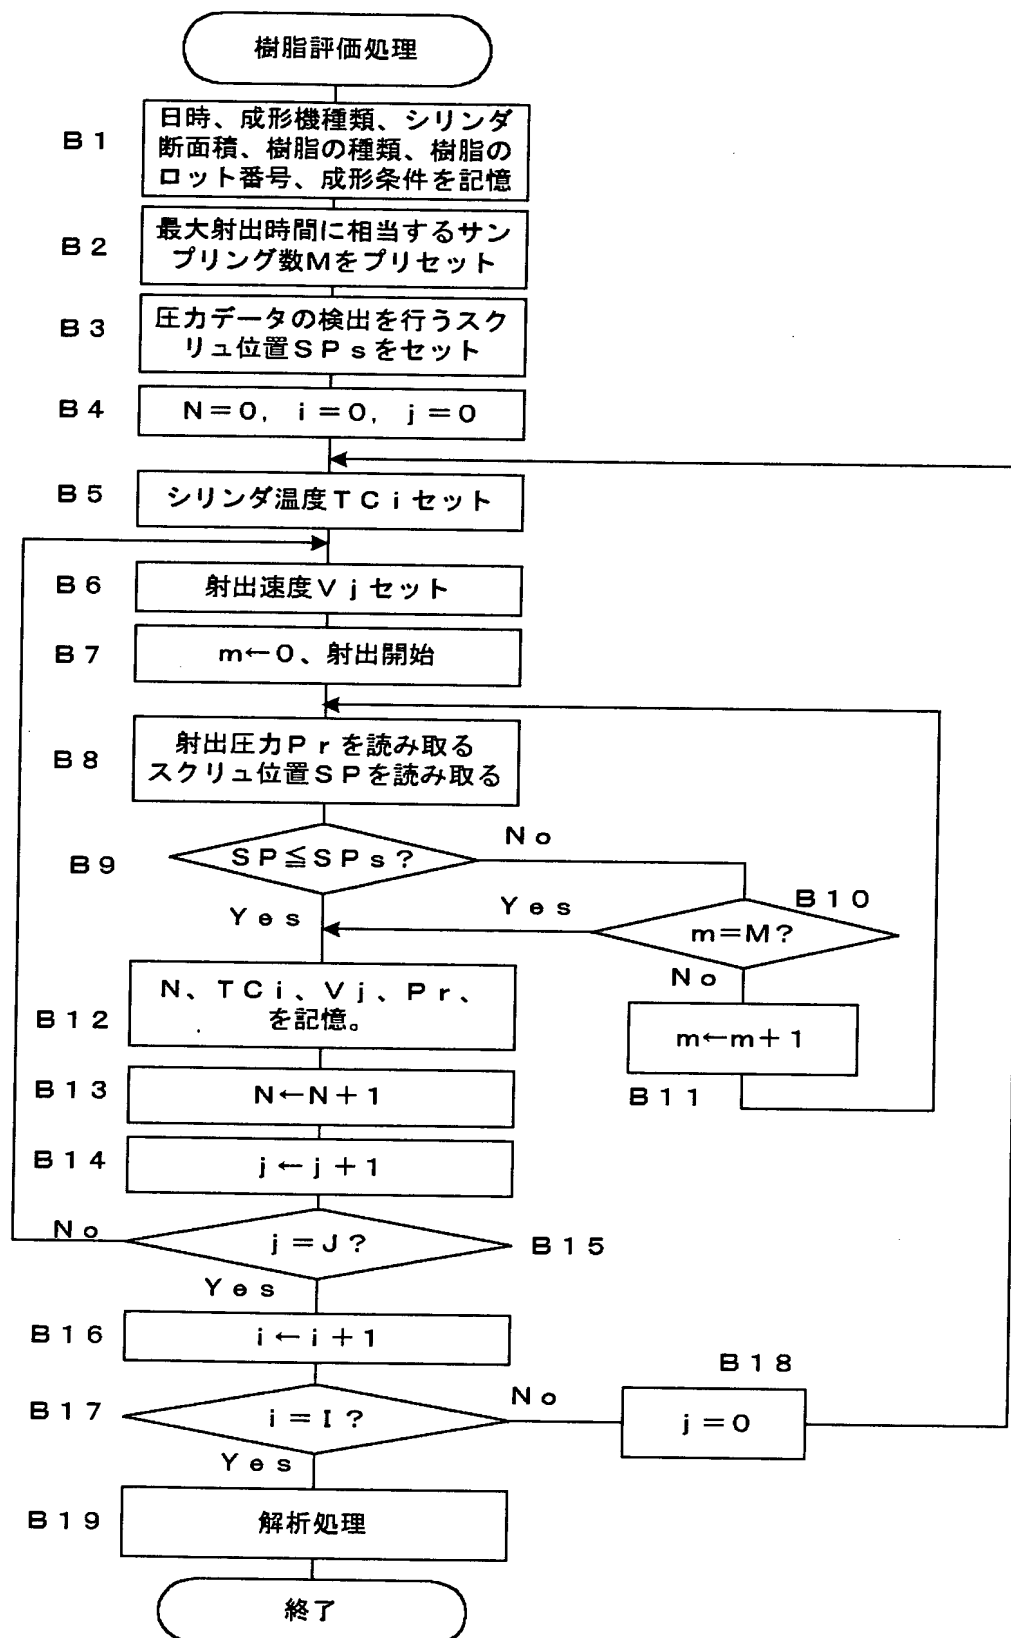 樹脂評価処理
B1
日時、成形機種類、シリンダ
断面積、樹脂の種類、樹脂の
ロット番号、成形条件を記憶
B2
最大射出時間に相当するサン
プリング数Mをプリセット
B3
圧力データの検出を行うスク
リュ位置SPsをセット
B4
N=0, i=0, j=0
B5
シリンダ温度TCiセット
B6
射出速度Vjセット
B7
m←0、射出開始
B8
射出圧力Prを読み取る
スクリュ位置SPを読み取る
B9
SP≦SPs?
No
Yes
B10
m=M?
Yes
No
B11
m←m+1
B12
N、TCi、Vj、Pr、
を記憶。
B13
N←N+1
B14
j←j+1
B15
j=J?
No
Yes
B16
i←i+1
B17
i=I?
No
Yes
B18
j=0
B19
解析処理
終了